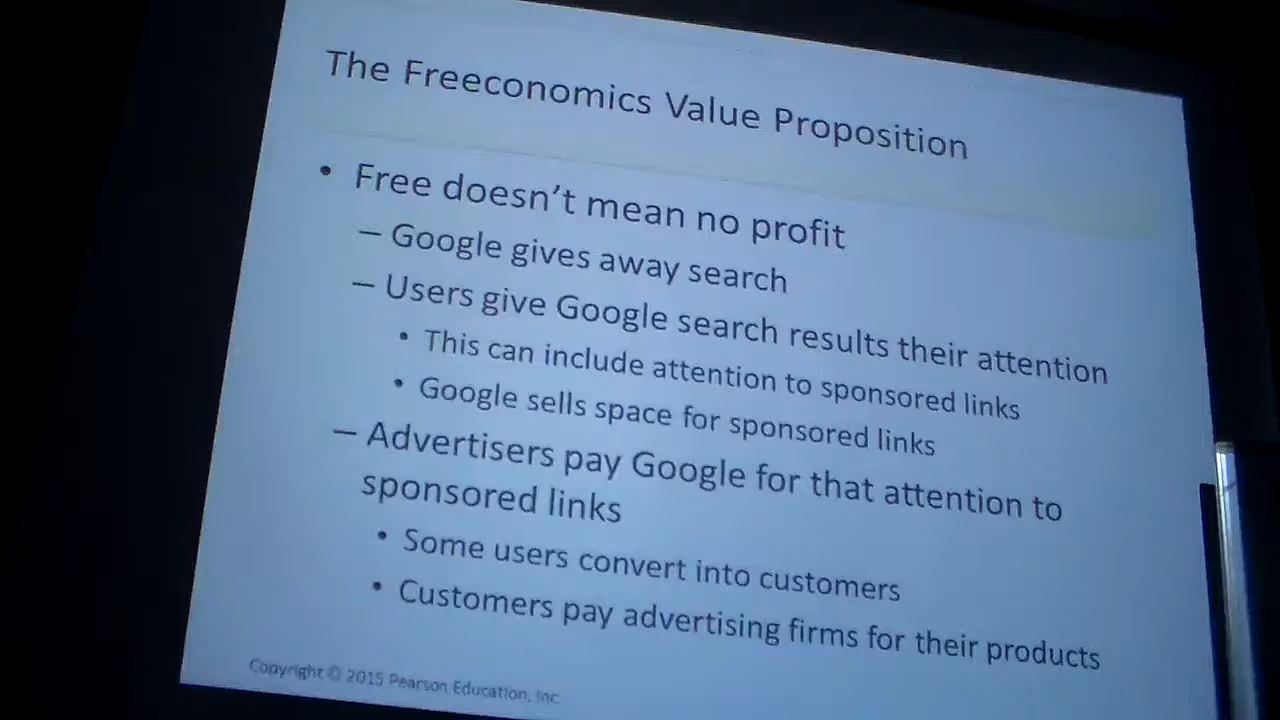 The Freeconomics Value Proposition
• Free doesn't mean no profit
– Google gives away search
– Users give Google search results their attention
• This can include attention to sponsored links
• Google sells space for sponsored links
– Advertisers pay Google for that attention to
sponsored links
• Some users convert into customers
• Customers pay advertising firms for their products
Copyright © 2015 Pearson Education, Inc.